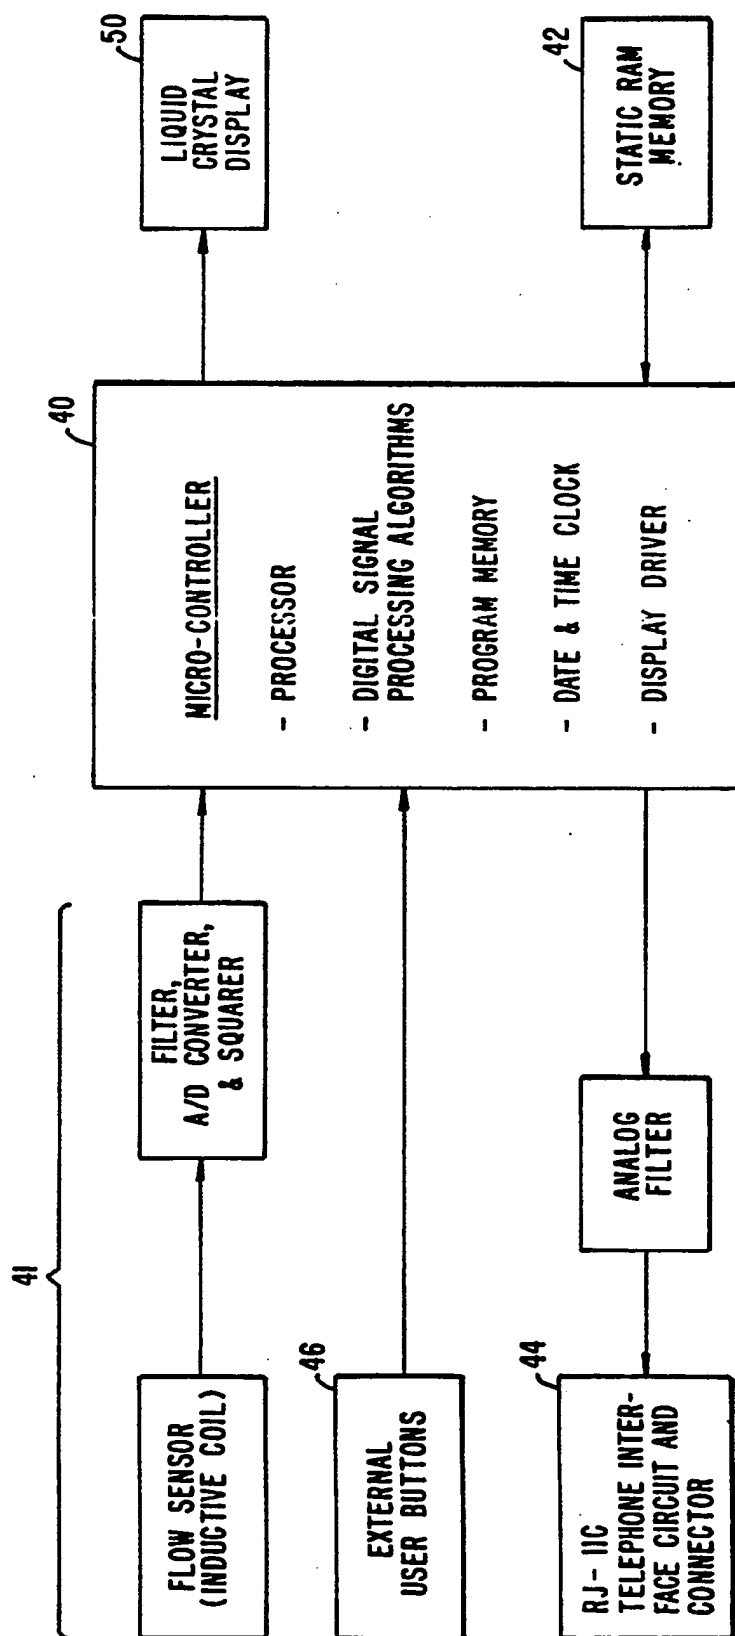 41
FLOW SENSOR
(INDUCTIVE COIL)
FILTER,
A/D CONVERTER,
& SQUARER
46
EXTERNAL
USER BUTTONS
44
RJ-11C
TELEPHONE INTER-
FACE CIRCUIT AND
CONNECTOR
ANALOG
FILTER
40
MICRO-CONTROLLER
- PROCESSOR
- DIGITAL SIGNAL
PROCESSING ALGORITHMS
- PROGRAM MEMORY
- DATE & TIME CLOCK
- DISPLAY DRIVER
50
LIQUID
CRYSTAL
DISPLAY
42
STATIC RAM
MEMORY